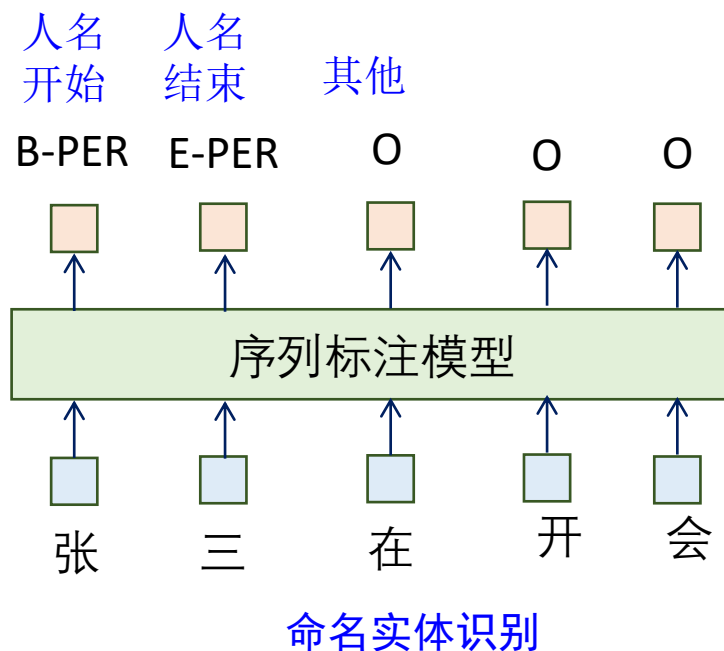 人名 人名
开始 结束 其他
B-PER E-PER O O O
序列标注模型
张 三 在 开 会
命名实体识别